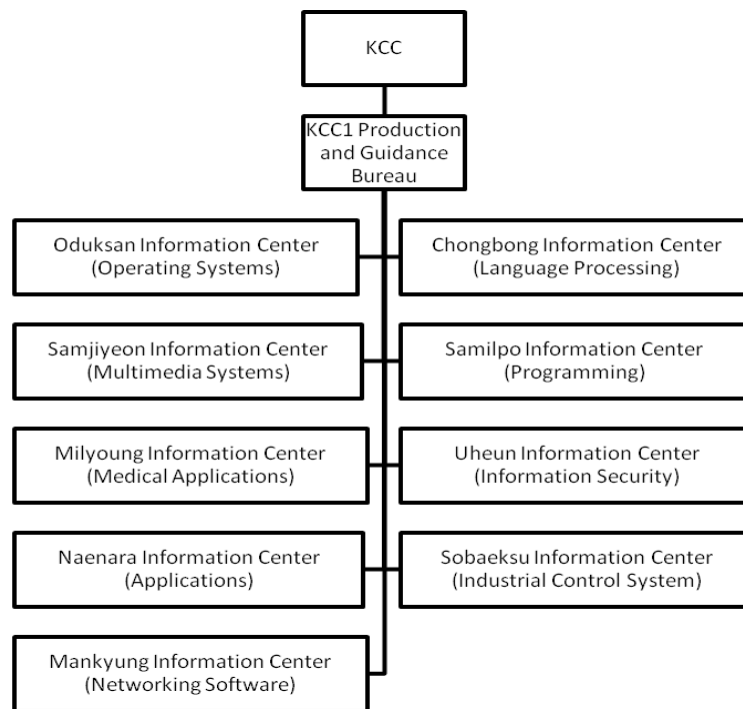 KCC
KCC1 Production
and Guidance
Bureau
Oduksan Information Center
(Operating Systems)
Chongbong Information Center
(Language Processing)
Samjiyeon Information Center
(Multimedia Systems)
Samilpo Information Center
(Programming)
Milyoung Information Center
(Medical Applications)
Uheun Information Center
(Information Security)
Naenara Information Center
(Applications)
Sobaeksu Information Center
(Industrial Control System)
Mankyung Information Center
(Networking Software)